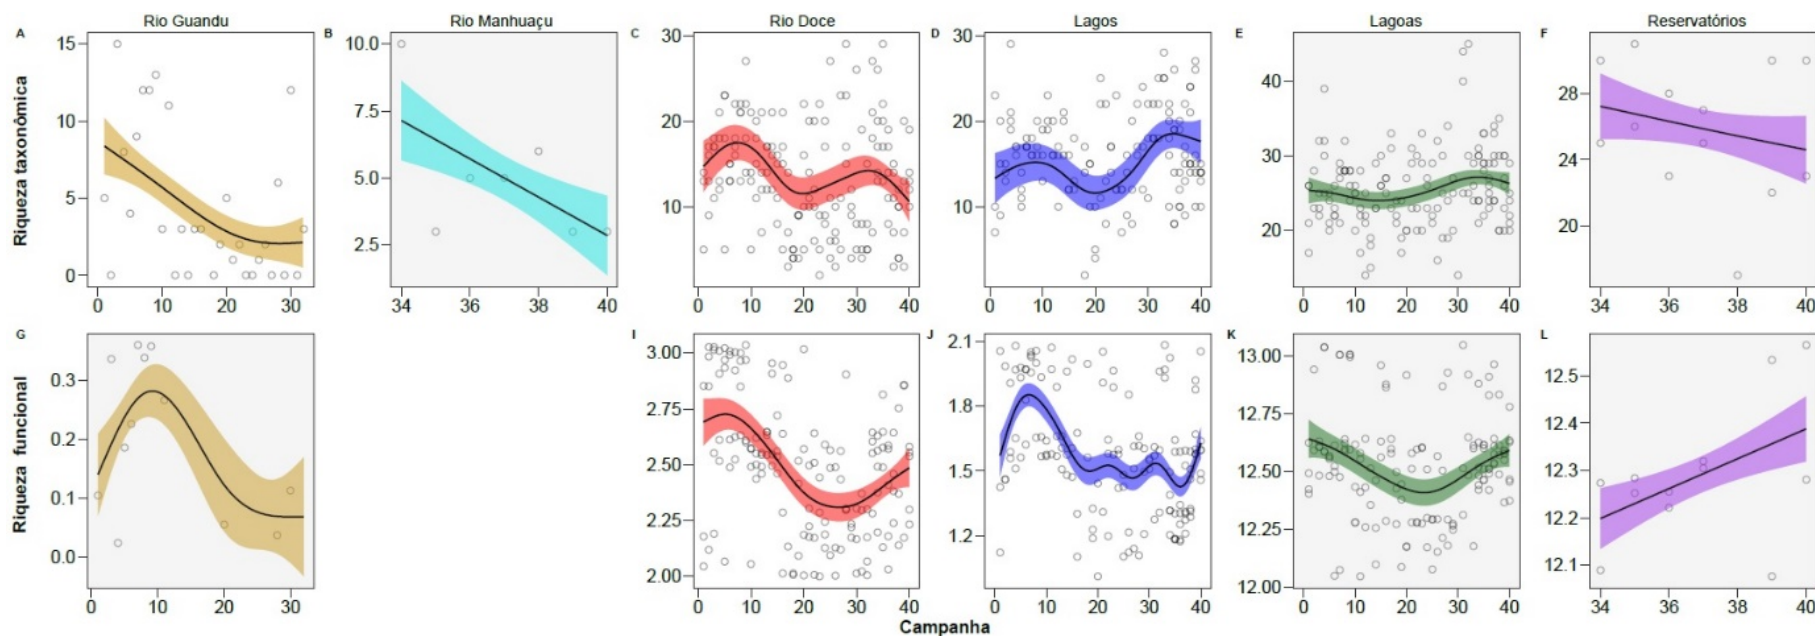 Rio Guandu Rio Manhuaçu Rio Doce Lagos Lagoas Reservatórios
A B C D E F
Riqueza taxonômica
15 10 5 0
0 10 20 30
10.0 7.5 5.0 2.5
34 36 38 40
30 20 10
0 10 20 30 40
30 20 10
0 10 20 30 40
40 30 20
0 10 20 30 40
28 24 20
34 36 38 40
G I J K L
Riqueza funcional
0.3 0.2 0.1 0.0
0 10 20 30
3.00 2.75 2.50 2.25 2.00
0 10 20 30 40
2.1 1.8 1.5 1.2
0 10 20 30 40
13.00 12.75 12.50 12.25 12.00
0 10 20 30 40
12.5 12.4 12.3 12.2 12.1
34 36 38 40
Campanha